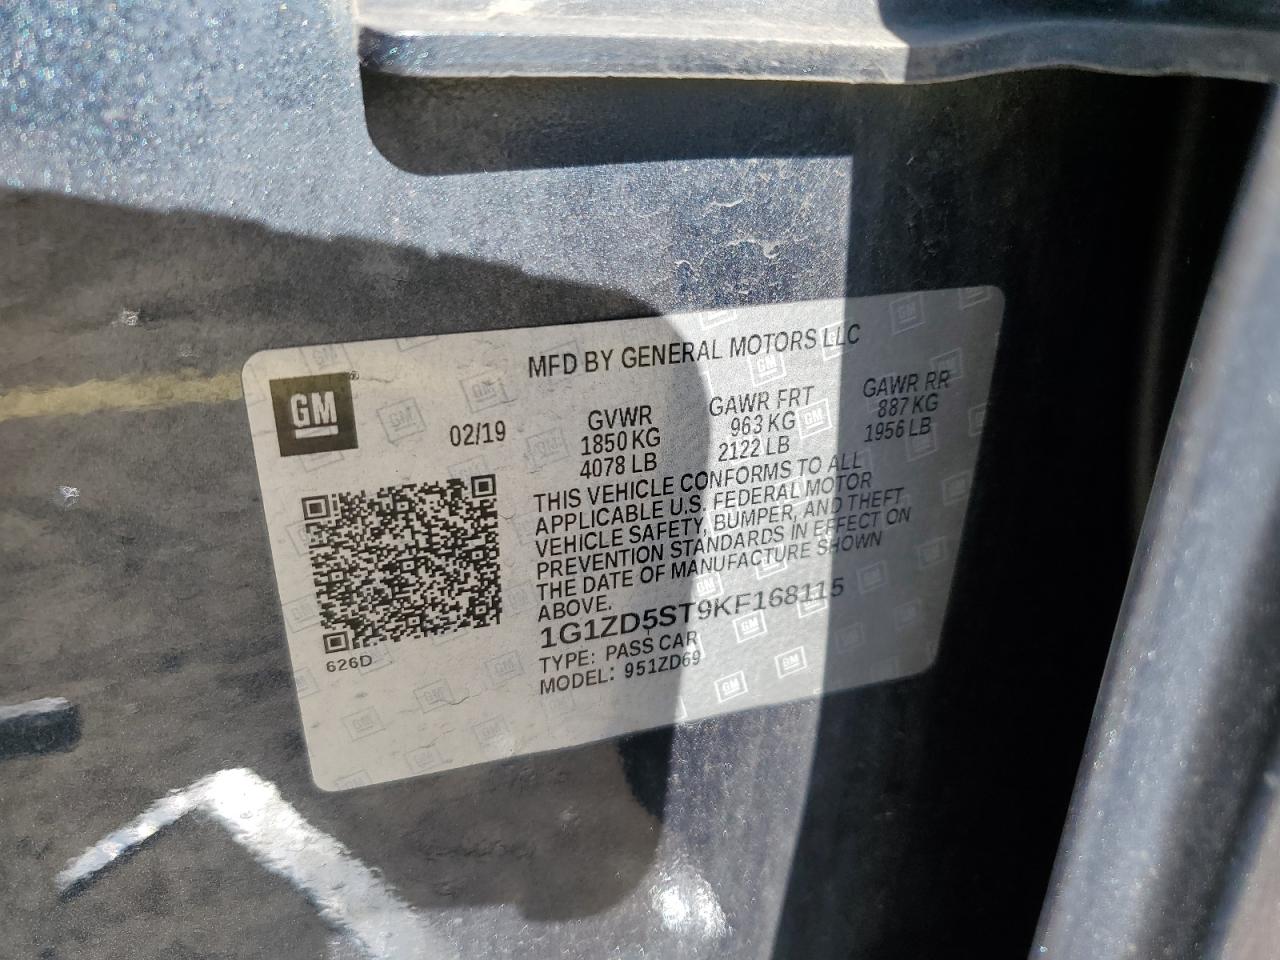 MFD BY GENERAL MOTORS LLC
GM
02/19
GVWR GAWR FRT GAWR RR
1850 KG 963 KG 887 KG
4078 LB 2122 LB 1956 LB
THIS VEHICLE CONFORMS TO ALL
APPLICABLE U.S. FEDERAL MOTOR
VEHICLE SAFETY, BUMPER, AND THEFT
PREVENTION STANDARDS IN EFFECT ON
THE DATE OF MANUFACTURE SHOWN
ABOVE.
1G1ZD5ST9KF168115
TYPE: PASS CAR
MODEL: 951ZD69
626D